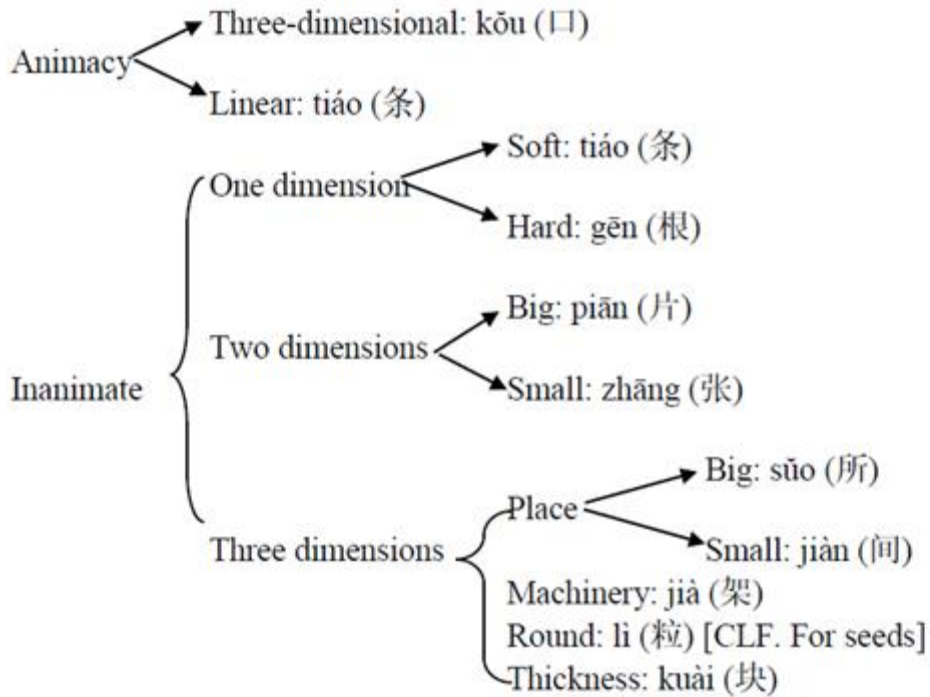 Three-dimensional: kǒu (口)
Animacy
Linear: tiáo (条)
Soft: tiáo (条)
One dimension
Hard: gēn (根)
Big: piān (片)
Two dimensions
Inanimate
Small: zhāng (张)
Big: sǔo (所)
Place
Three dimensions
Small: jiàn (间)
Machinery: jià (架)
Round: lì (粒) [CLF. For seeds]
Thickness: kuài (块)